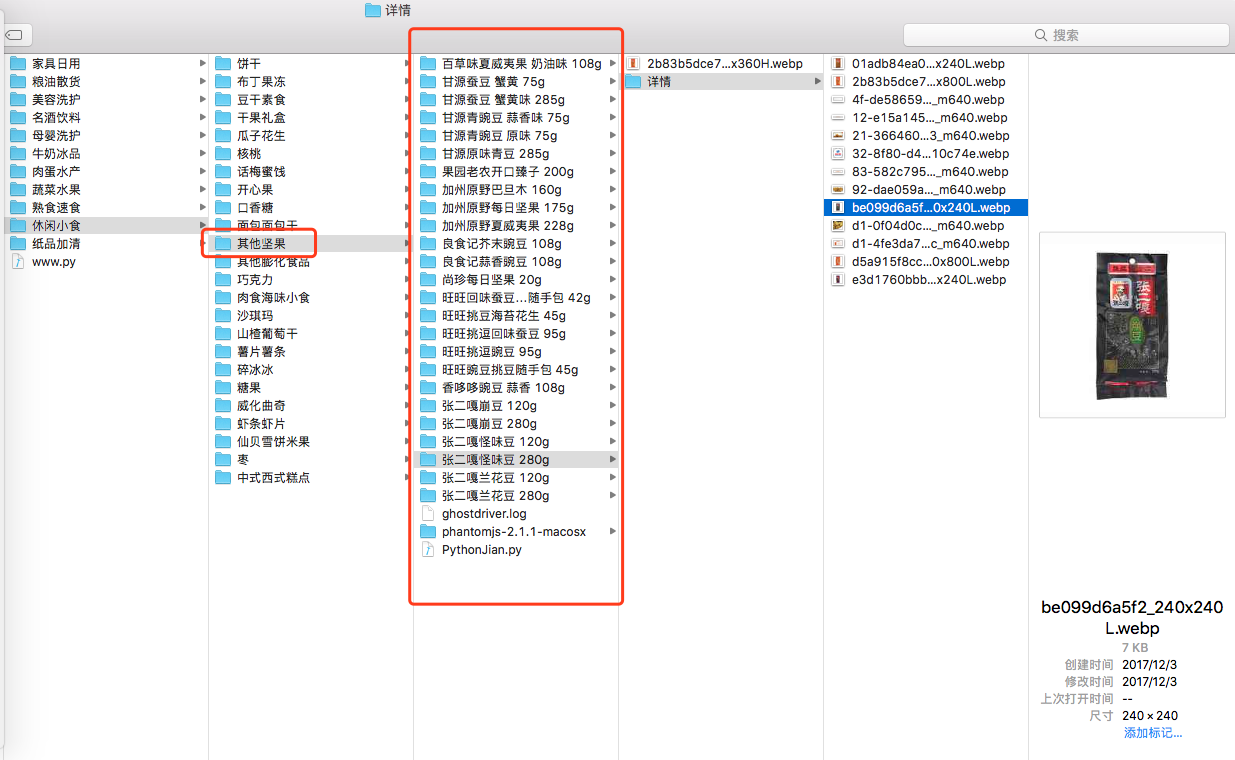 详情
搜索
家具日用
粮油散货
美容洗护
名酒饮料
母婴洗护
牛奶冰品
肉蛋水产
蔬菜水果
熟食速食
休闲小食
纸品加清
www.py
饼干
布丁果冻
豆干素食
干果礼盒
瓜子花生
核桃
话梅蜜饯
开心果
口香糖
面包面包干
其他坚果
其他膨化食品
巧克力
肉食海味小食
沙琪玛
山楂葡萄干
薯片薯条
碎冰冰
糖果
威化曲奇
虾条虾片
仙贝雪饼米果
枣
中式西式糕点
百草味夏威夷果 奶油味 108g
甘源蚕豆 蟹黄 75g
甘源蚕豆 蟹黄味 285g
甘源青豌豆 蒜香味 75g
甘源青豌豆 原味 75g
甘源原味青豆 285g
果园老农开口臻子 200g
加州原野巴旦木 160g
加州原野每日坚果 175g
加州原野夏威夷果 228g
良食记芥末豌豆 108g
良食记蒜香豌豆 108g
尚珍每日坚果 20g
旺旺回味蚕豆...随手包 42g
旺旺挑豆海苔花生 45g
旺旺挑逗回味蚕豆 95g
旺旺挑逗豌豆 95g
旺旺豌豆挑豆随手包 45g
香哆哆豌豆 蒜香 108g
张二嘎崩豆 120g
张二嘎崩豆 280g
张二嘎怪味豆 120g
张二嘎怪味豆 280g
张二嘎兰花豆 120g
张二嘎兰花豆 280g
ghostdriver.log
phantomjs-2.1.1-macosx
PythonJian.py
2b83b5dce7...x360H.webp
详情
01adb84ea0...x240L.webp
2b83b5dce7...x800L.webp
4f-de58659..._m640.webp
12-e15a145..._m640.webp
21-366460...3_m640.webp
32-8f80-d4...10c74e.webp
83-582c795..._m640.webp
92-dae059a..._m640.webp
be099d6a5f...0x240L.webp
d1-0f04d0c..._m640.webp
d1-4fe3da7...c_m640.webp
d5a915f8cc...0x800L.webp
e3d1760bbb...x240L.webp
张二嘎
be099d6a5f2_240x240
L.webp
7 KB
创建时间 2017/12/3
修改时间 2017/12/3
上次打开时间 --
尺寸 240 × 240
添加标记...